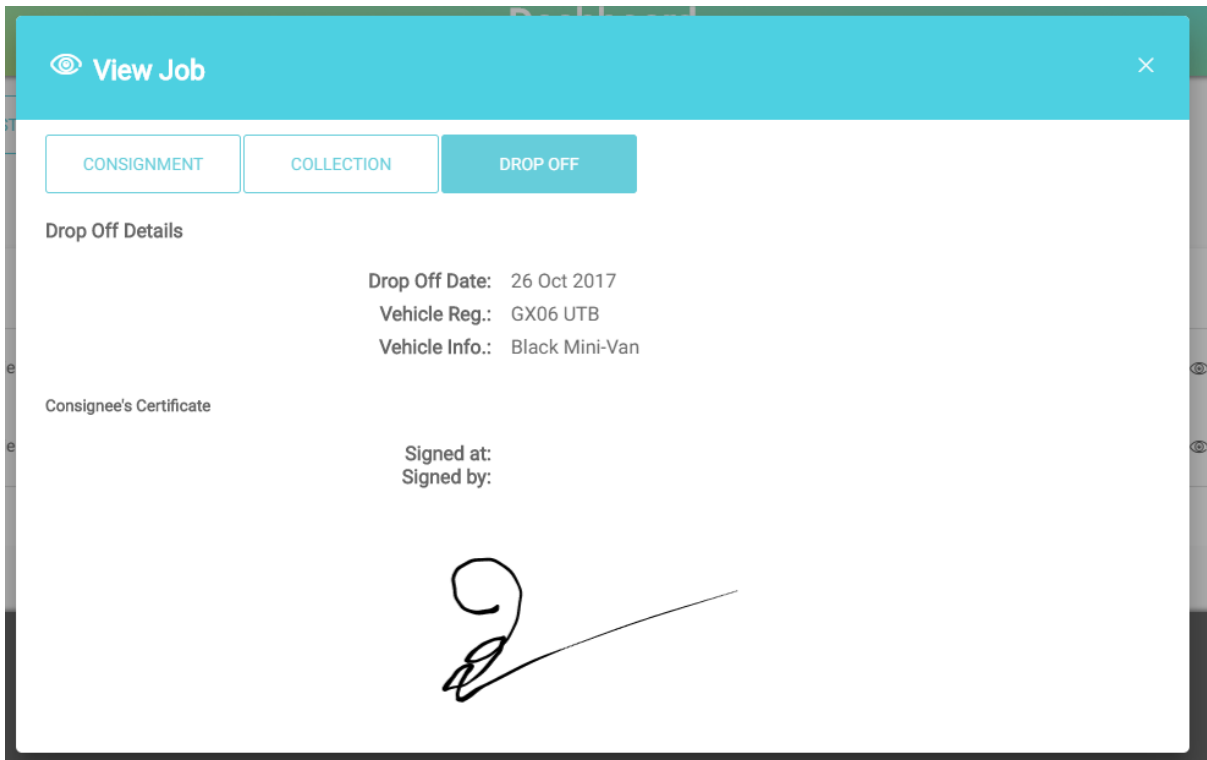 Dashboard
View Job
CONSIGNMENT COLLECTION DROP OFF
Drop Off Details
Drop Off Date: 26 Oct 2017
Vehicle Reg.: GX06 UTB
Vehicle Info.: Black Mini-Van
Consignee's Certificate
Signed at:
Signed by: